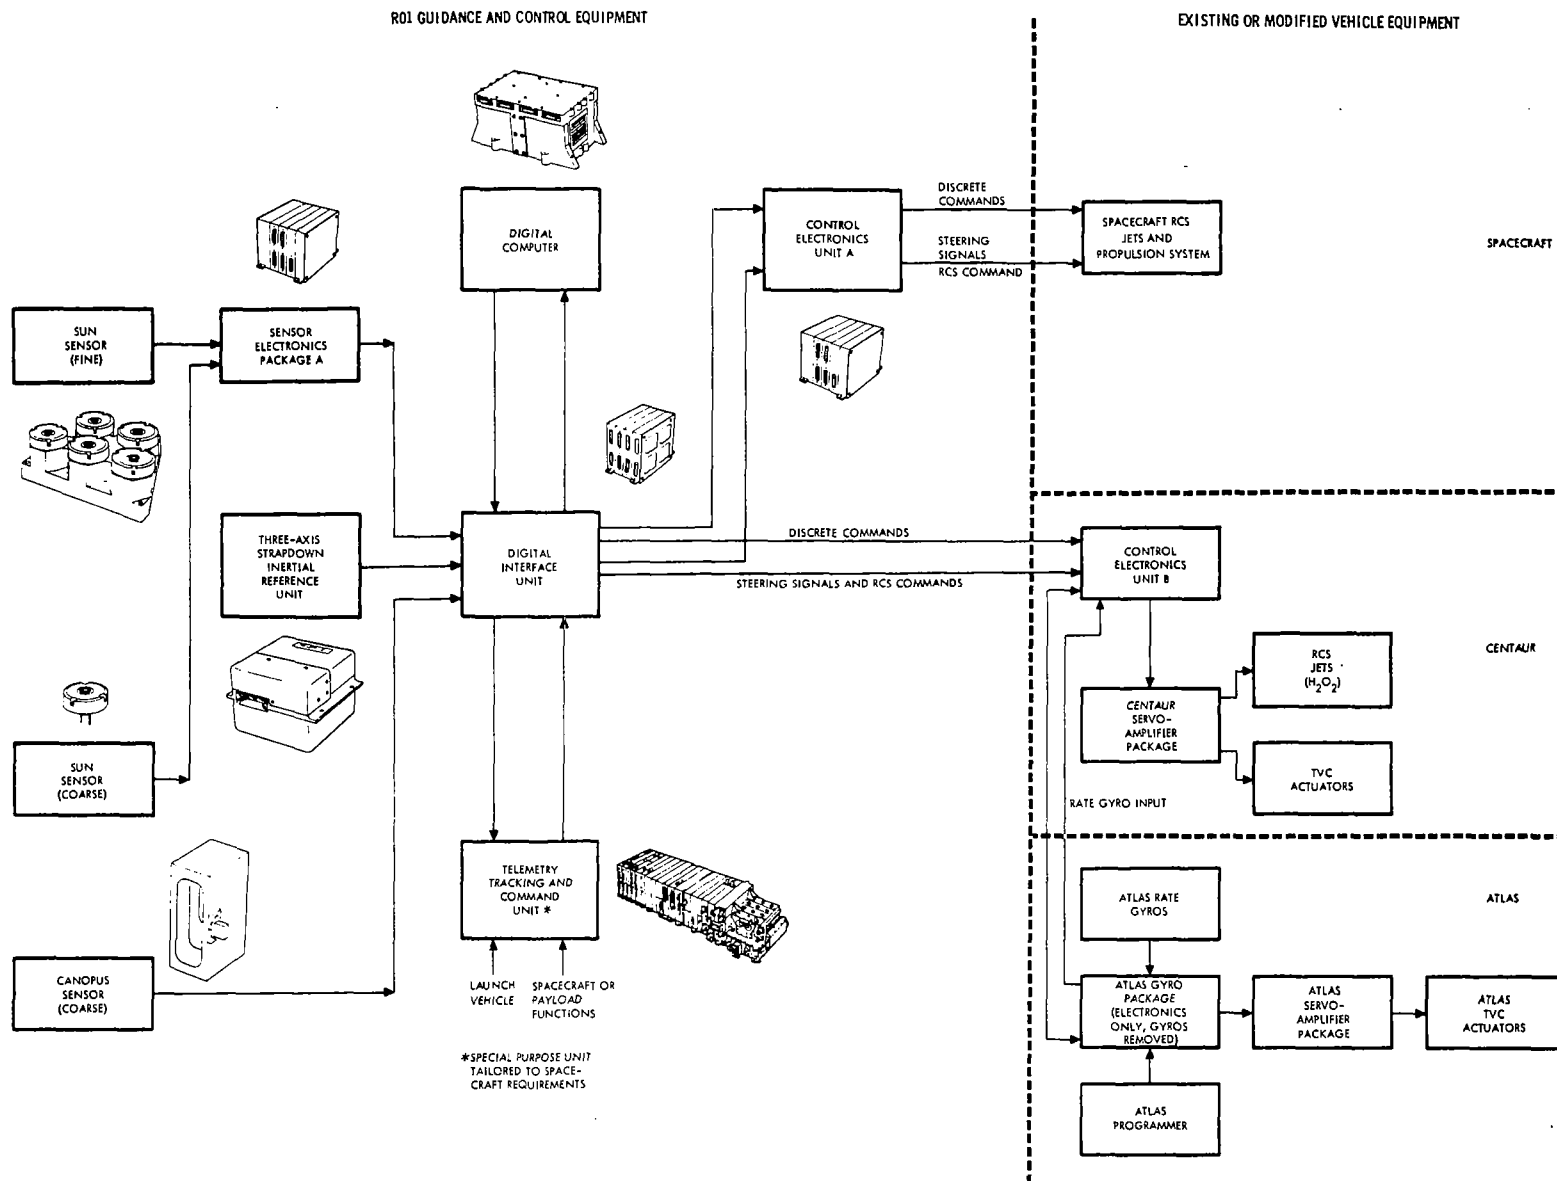 R01 GUIDANCE AND CONTROL EQUIPMENT
EXISTING OR MODIFIED VEHICLE EQUIPMENT
DIGITAL
COMPUTER
CONTROL
ELECTRONICS
UNIT A
DISCRETE
COMMANDS
STEERING
SIGNALS
RCS COMMAND
SPACECRAFT RCS
JETS AND
PROPULSION SYSTEM
SPACECRAFT
SUN
SENSOR
(FINE)
SENSOR
ELECTRONICS
PACKAGE A
THREE-AXIS
STRAPDOWN
INERTIAL
REFERENCE
UNIT
DIGITAL
INTERFACE
UNIT
DISCRETE COMMANDS
STEERING SIGNALS AND RCS COMMANDS
CONTROL
ELECTRONICS
UNIT B
RCS
JETS
(H2O2)
CENTAUR
CENTAUR
SERVO-
AMPLIFIER
PACKAGE
TVC
ACTUATORS
SUN
SENSOR
(COARSE)
RATE GYRO INPUT
TELEMETRY
TRACKING AND
COMMAND
UNIT *
ATLAS RATE
GYROS
ATLAS
CANOPUS
SENSOR
(COARSE)
LAUNCH
VEHICLE
SPACECRAFT OR
PAYLOAD
FUNCTIONS
ATLAS GYRO
PACKAGE
(ELECTRONICS
ONLY, GYROS
REMOVED)
ATLAS
SERVO-
AMPLIFIER
PACKAGE
ATLAS
TVC
ACTUATORS
*SPECIAL PURPOSE UNIT
TAILORED TO SPACE-
CRAFT REQUIREMENTS
ATLAS
PROGRAMMER